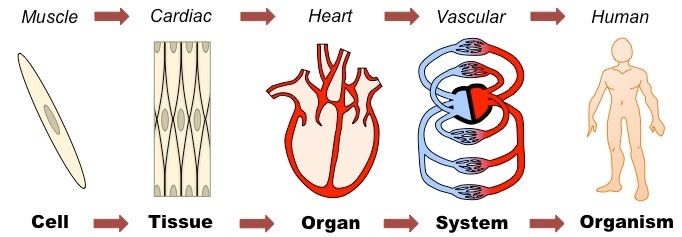 Muscle Cardiac Heart Vascular Human
Cell Tissue Organ System Organism